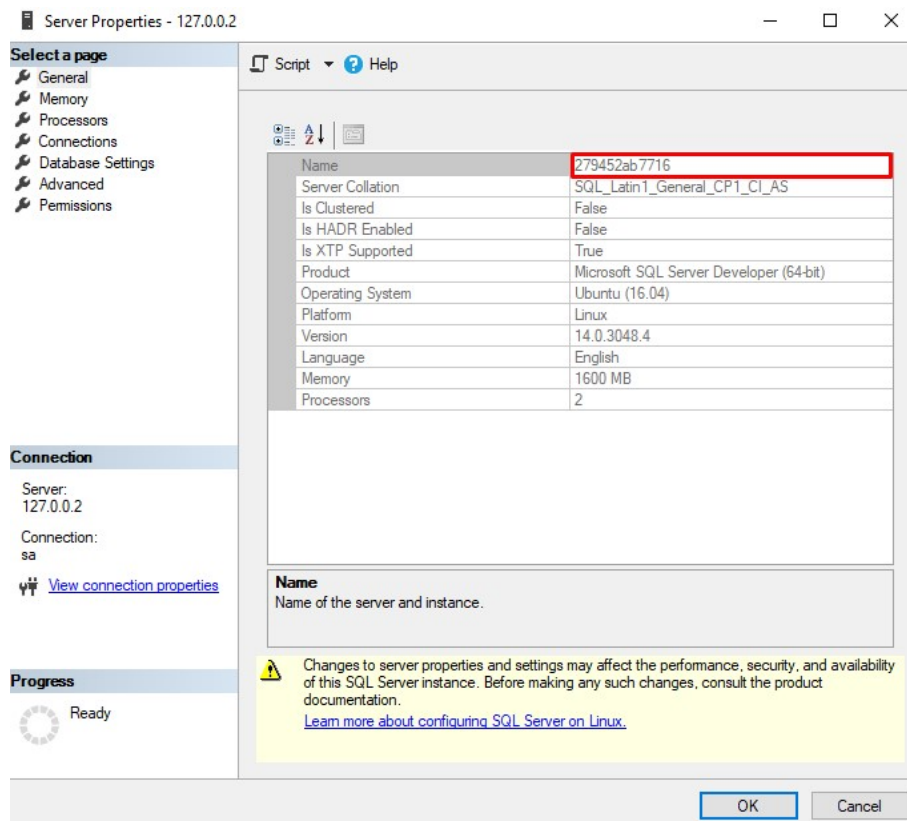 Server Properties - 127.0.0.2
Select a page
General
Memory
Processors
Connections
Database Settings
Advanced
Permissions
Script
Help
Name 279452ab7716
Server Collation SQL_Latin1_General_CP1_CI_AS
Is Clustered False
Is HADR Enabled False
Is XTP Supported True
Product Microsoft SQL Server Developer (64-bit)
Operating System Ubuntu (16.04)
Platform Linux
Version 14.0.3048.4
Language English
Memory 1600 MB
Processors 2
Connection
Server:
127.0.0.2
Connection:
sa
View connection properties
Name
Name of the server and instance.
Changes to server properties and settings may affect the performance, security, and availability
of this SQL Server instance. Before making any such changes, consult the product
documentation.
Learn more about configuring SQL Server on Linux.
Progress
Ready
OK
Cancel